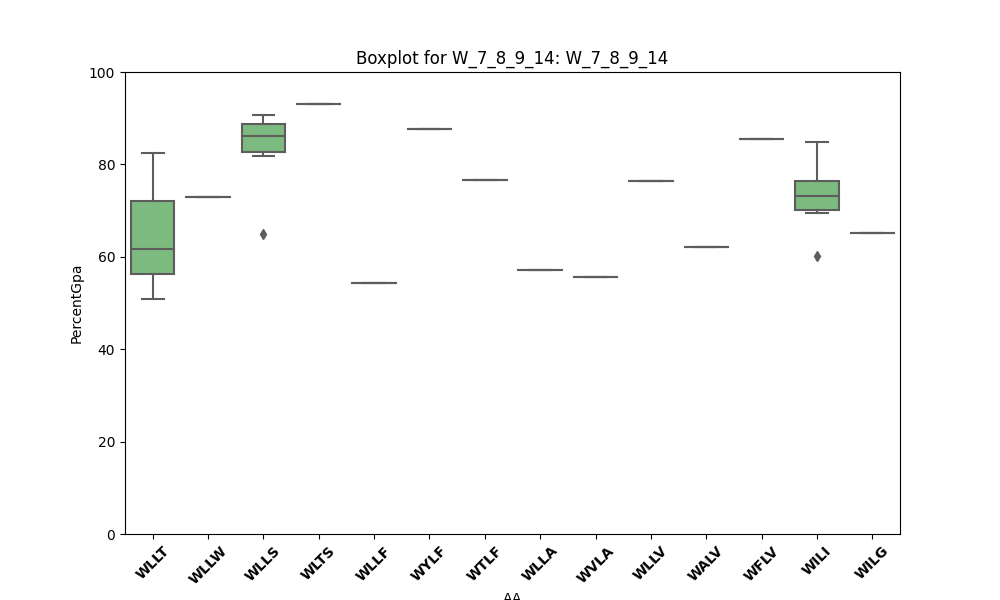 Boxplot for W_7_8_9_14: W_7_8_9_14
100
80
60
40
20
0
PercentGpa
WLLT WLLW WLLS WLTS WLLF WYLF WTLF WLLA WVLA WLLV WALV WFLV WILI WILG
AA